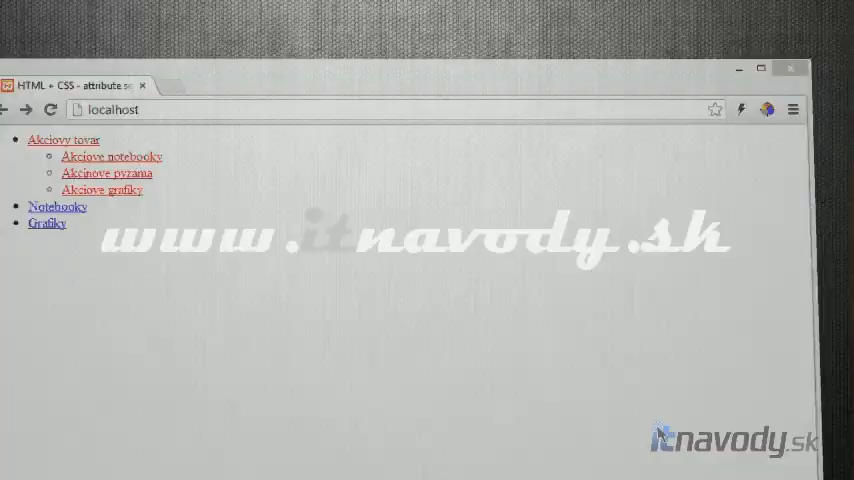 HTML + CSS - attribute.se
localhost
Akciovy tovar
Akciove notebooky
Akcinove pyzama
Akciove grafiky
Notebooky
Grafiky
www.itnavody.sk
itnavody.sk